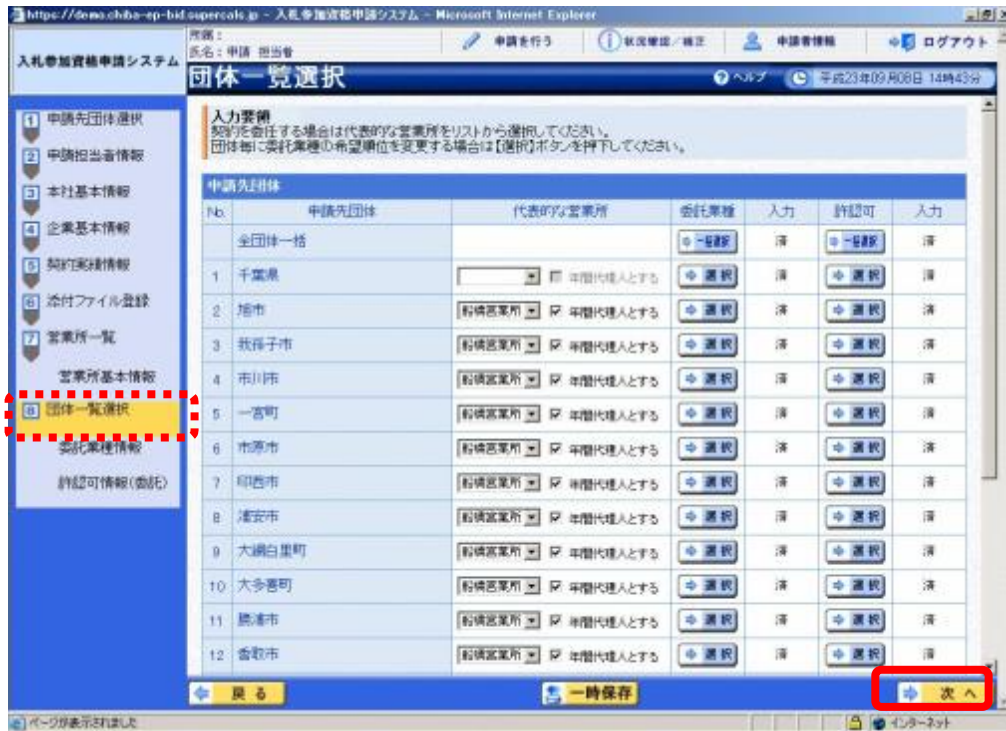 https://demo.chiba-ep-bid.supercals.jp - 入札参加資格申請システム - Microsoft Internet Explorer
入札参加資格申請システム
所属:
氏名:申請 担当者
申請を行う
状況確認/補正
申請者情報
ログアウト
団体一覧選択
ヘルプ
平成23年09月08日 14時43分
1 申請先団体選択
2 申請担当者情報
3 本社基本情報
4 企業基本情報
5 契約実績情報
6 添付ファイル登録
7 営業所一覧
営業所基本情報
8 団体一覧選択
委託業種情報
許認可情報(委託)
入力要領
契約を委任する場合は代表的な営業所をリストから選択してください。
団体毎に委託業種の希望順位を変更する場合は【選択】ボタンを押下してください。
申請先団体
No. 申請先団体 代表的な営業所 委託業種 入力 許認可 入力
全団体一括 一括選択 済 一括選択 済
1 千葉県 年間代理人とする 選択 済 選択 済
2 旭市 船橋営業所 年間代理人とする 選択 済 選択 済
3 我孫子市 船橋営業所 年間代理人とする 選択 済 選択 済
4 市川市 船橋営業所 年間代理人とする 選択 済 選択 済
5 一宮町 船橋営業所 年間代理人とする 選択 済 選択 済
6 市原市 船橋営業所 年間代理人とする 選択 済 選択 済
7 印西市 船橋営業所 年間代理人とする 選択 済 選択 済
8 浦安市 船橋営業所 年間代理人とする 選択 済 選択 済
9 大網白里町 船橋営業所 年間代理人とする 選択 済 選択 済
10 大多喜町 船橋営業所 年間代理人とする 選択 済 選択 済
11 勝浦市 船橋営業所 年間代理人とする 選択 済 選択 済
12 香取市 船橋営業所 年間代理人とする 選択 済 選択 済
戻る
一時保存
次へ
ページが表示されました
インターネット